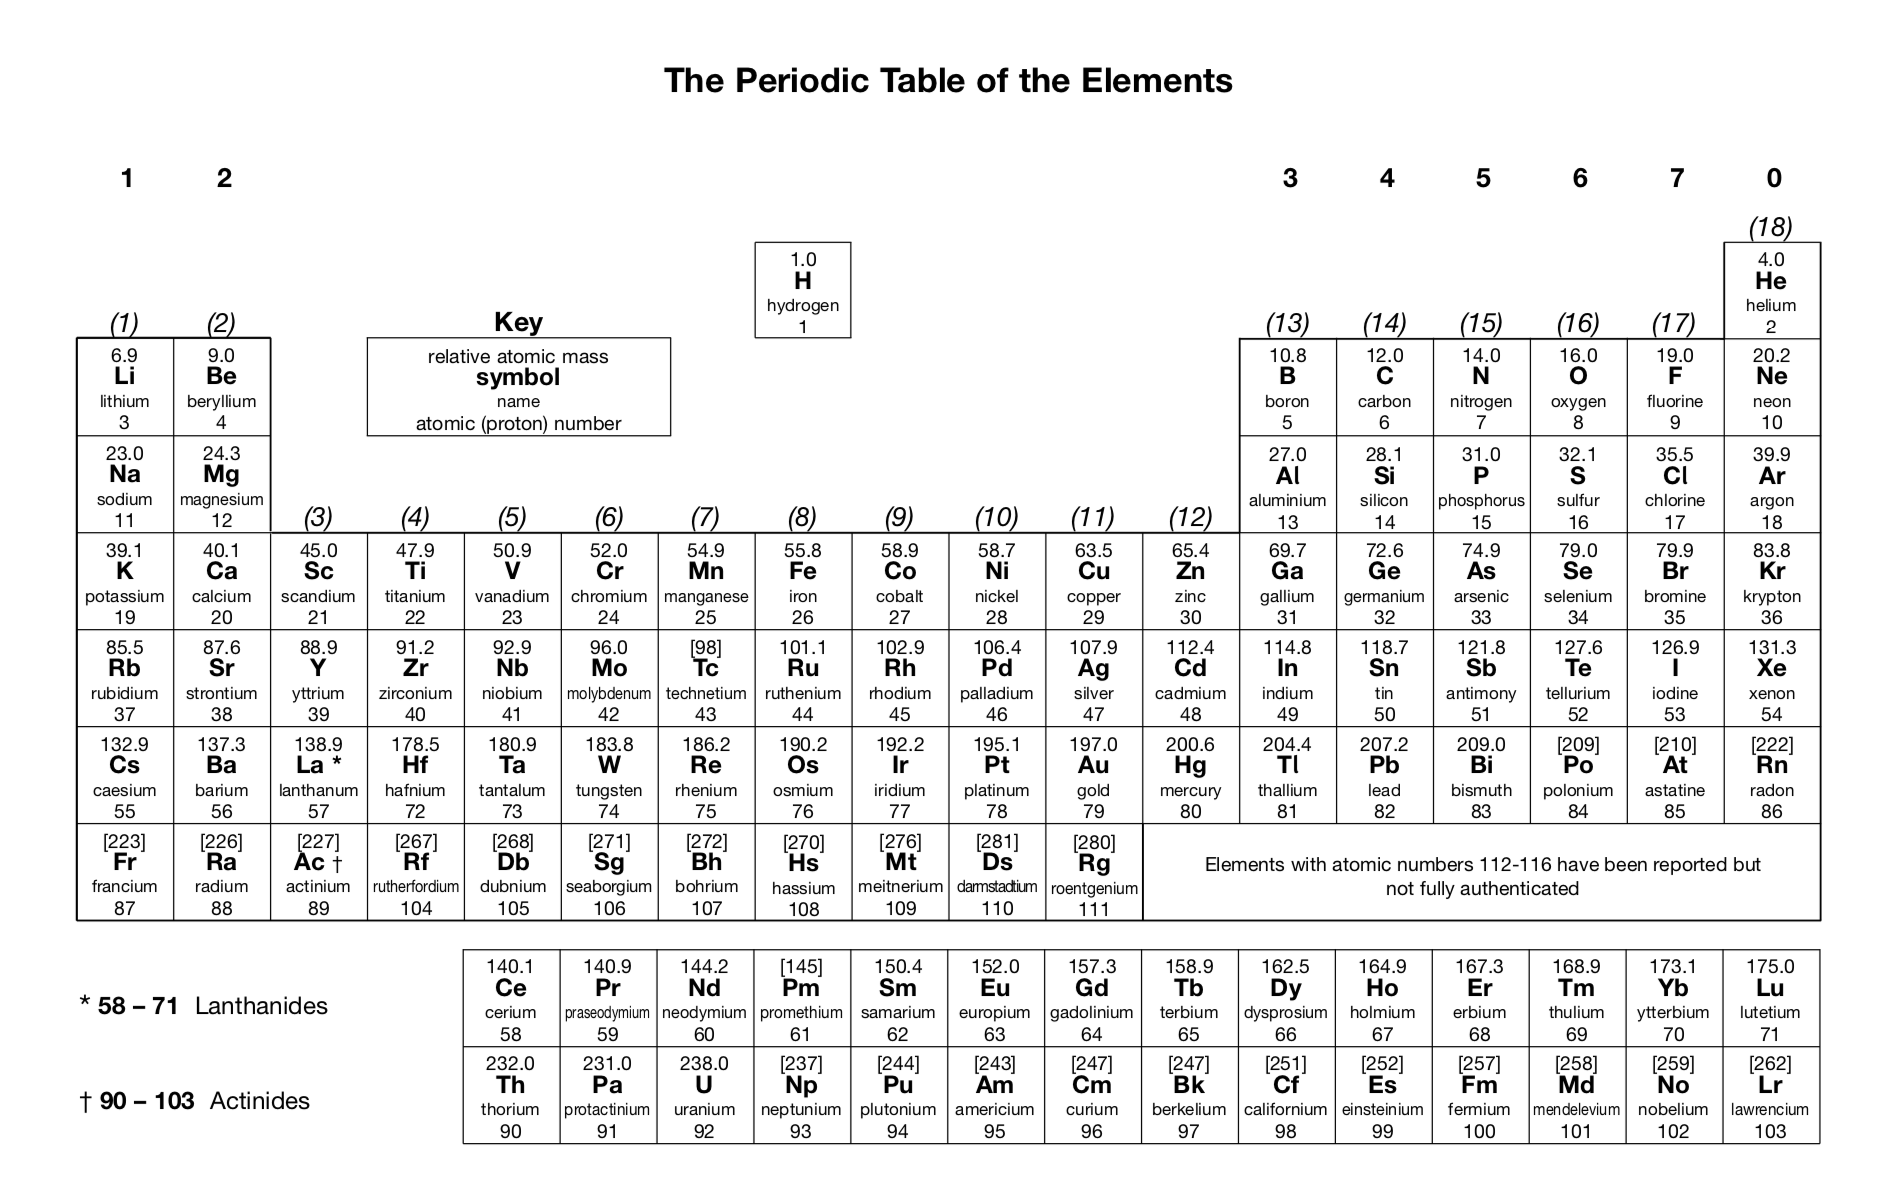 The Periodic Table of the Elements
1 2 3 4 5 6 7 0
(18)
1.0 4.0
H He
hydrogen helium
1 2
(1) (2) Key (13) (14) (15) (16) (17)
6.9 9.0 relative atomic mass 10.8 12.0 14.0 16.0 19.0 20.2
Li Be symbol B C N O F Ne
lithium beryllium name boron carbon nitrogen oxygen fluorine neon
3 4 atomic (proton) number 5 6 7 8 9 10
23.0 24.3 27.0 28.1 31.0 32.1 35.5 39.9
Na Mg Al Si P S Cl Ar
sodium magnesium aluminium silicon phosphorus sulfur chlorine argon
11 12 13 14 15 16 17 18
(3) (4) (5) (6) (7) (8) (9) (10) (11) (12)
39.1 40.1 45.0 47.9 50.9 52.0 54.9 55.8 58.9 58.7 63.5 65.4 69.7 72.6 74.9 79.0 79.9 83.8
K Ca Sc Ti V Cr Mn Fe Co Ni Cu Zn Ga Ge As Se Br Kr
potassium calcium scandium titanium vanadium chromium manganese iron cobalt nickel copper zinc gallium germanium arsenic selenium bromine krypton
19 20 21 22 23 24 25 26 27 28 29 30 31 32 33 34 35 36
85.5 87.6 88.9 91.2 92.9 96.0 [98] 101.1 102.9 106.4 107.9 112.4 114.8 118.7 121.8 127.6 126.9 131.3
Rb Sr Y Zr Nb Mo Tc Ru Rh Pd Ag Cd In Sn Sb Te I Xe
rubidium strontium yttrium zirconium niobium molybdenum technetium ruthenium rhodium palladium silver cadmium indium tin antimony tellurium iodine xenon
37 38 39 40 41 42 43 44 45 46 47 48 49 50 51 52 53 54
132.9 137.3 138.9 178.5 180.9 183.8 186.2 190.2 192.2 195.1 197.0 200.6 204.4 207.2 209.0 [209] [210] [222]
Cs Ba La * Hf Ta W Re Os Ir Pt Au Hg Tl Pb Bi Po At Rn
caesium barium lanthanum hafnium tantalum tungsten rhenium osmium iridium platinum gold mercury thallium lead bismuth polonium astatine radon
55 56 57 72 73 74 75 76 77 78 79 80 81 82 83 84 85 86
[223] [226] [227] [267] [268] [271] [272] [270] [276] [281] [280]
Fr Ra Ac † Rf Db Sg Bh Hs Mt Ds Rg
francium radium actinium rutherfordium dubnium seaborgium bohrium hassium meitnerium darmstadtium roentgenium
87 88 89 104 105 106 107 108 109 110 111
Elements with atomic numbers 112-116 have been reported but
not fully authenticated
* 58 – 71 Lanthanides
140.1 140.9 144.2 [145] 150.4 152.0 157.3 158.9 162.5 164.9 167.3 168.9 173.1 175.0
Ce Pr Nd Pm Sm Eu Gd Tb Dy Ho Er Tm Yb Lu
cerium praseodymium neodymium promethium samarium europium gadolinium terbium dysprosium holmium erbium thulium ytterbium lutetium
58 59 60 61 62 63 64 65 66 67 68 69 70 71
† 90 – 103 Actinides
232.0 231.0 238.0 [237] [244] [243] [247] [247] [251] [252] [257] [258] [259] [262]
Th Pa U Np Pu Am Cm Bk Cf Es Fm Md No Lr
thorium protactinium uranium neptunium plutonium americium curium berkelium californium einsteinium fermium mendelevium nobelium lawrencium
90 91 92 93 94 95 96 97 98 99 100 101 102 103